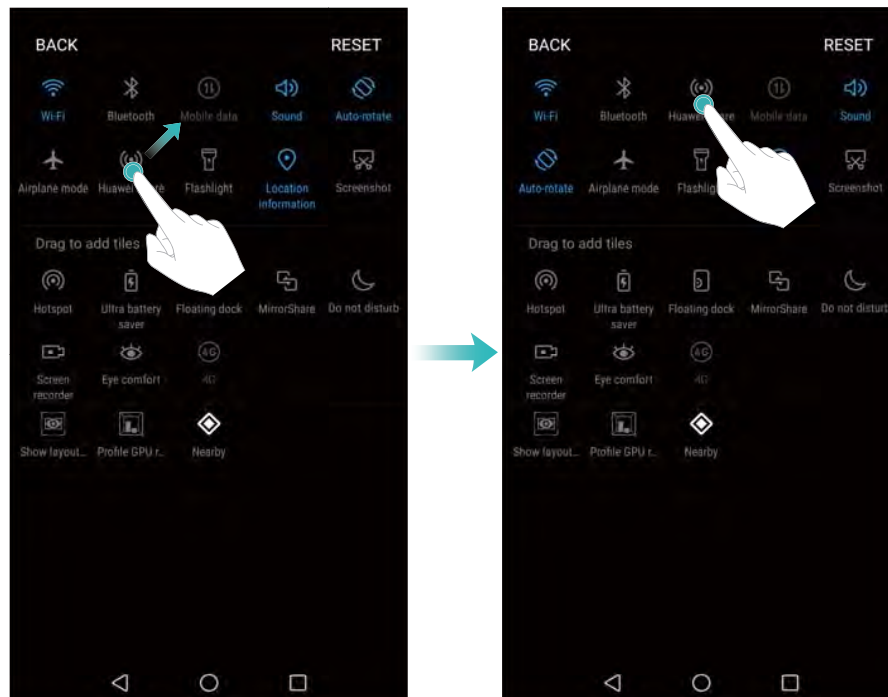 BACK RESET
Wi-Fi Bluetooth Mobile data Sound Auto-rotate
Airplane mode Flashlight Location information Screenshot
Drag to add tiles
Hotspot Ultra battery saver Floating dock MirrorShare Do not disturb
Screen recorder Eye comfort 4G
Show layout... Profile GPU r... Nearby
BACK RESET
Wi-Fi Bluetooth Mobile data Sound
Auto-rotate Airplane mode Screenshot
Drag to add tiles
Hotspot Ultra battery saver Floating dock MirrorShare Do not disturb
Screen recorder Eye comfort 4G
Show layout... Profile GPU r... Nearby